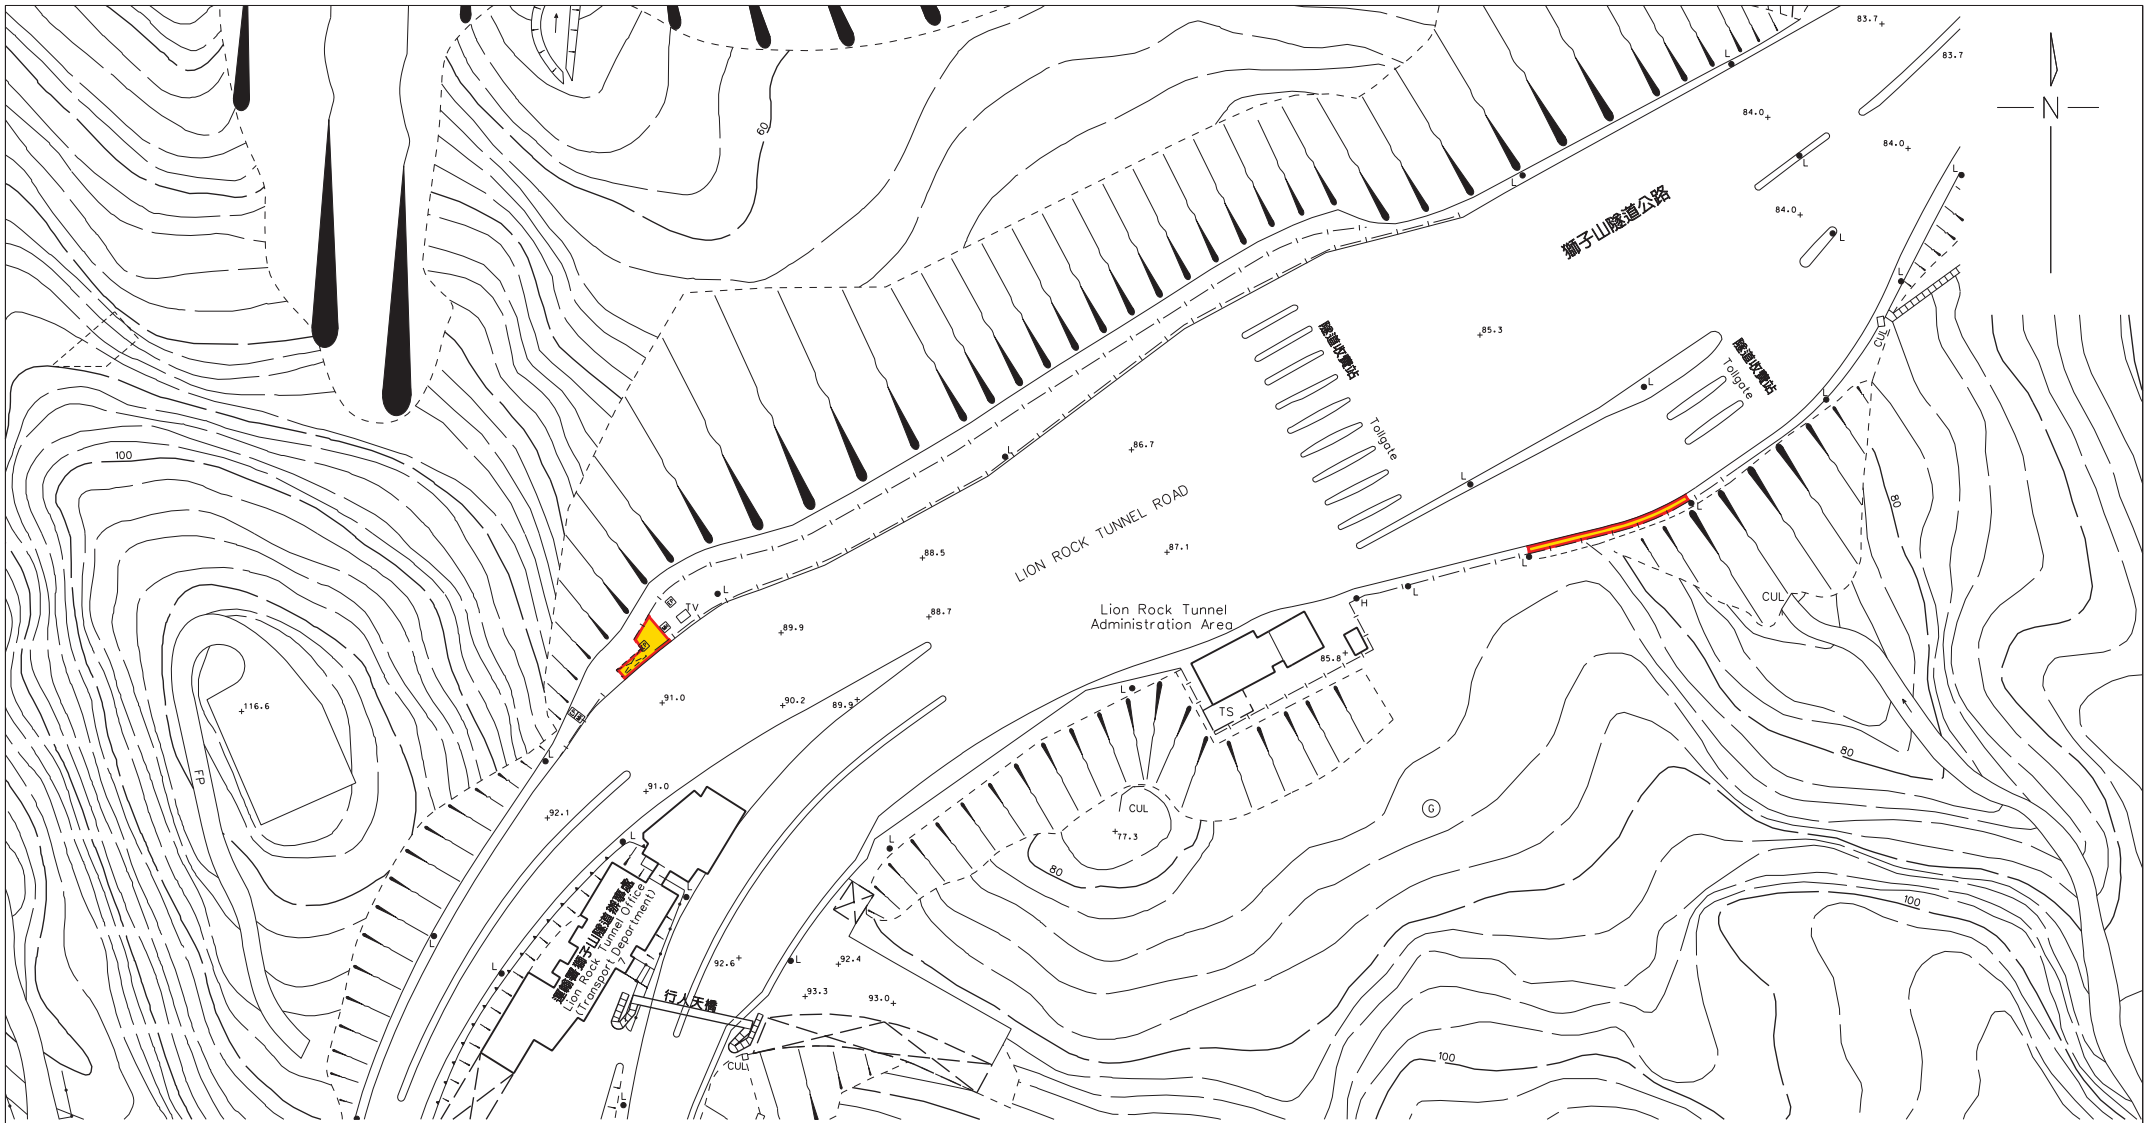 83.7
83.7
N
60
84.0
L
84.0
L
L
L
獅子山隧道公路
84.0
L
L
隧道收費站
Tollgate
85.3
CUL
隧道收費站
Tollgate
L
L
100
86.7
L
L
80
LION ROCK TUNNEL ROAD
L
88.5
87.1
L
L
TV
L
H
CUL
88.7
Lion Rock Tunnel
Administration Area
89.9
85.8
116.6
91.0
90.2
89.9
L
TS
L
80
FP
91.0
92.1
CUL
G
77.3
L
L
80
運輸署獅子山隧道辦事處
Lion Rock Tunnel Office
(Transport Department)
L
100
L
92.6
L
92.4
L
行人天橋
93.3
93.0
CUL
100
L
L